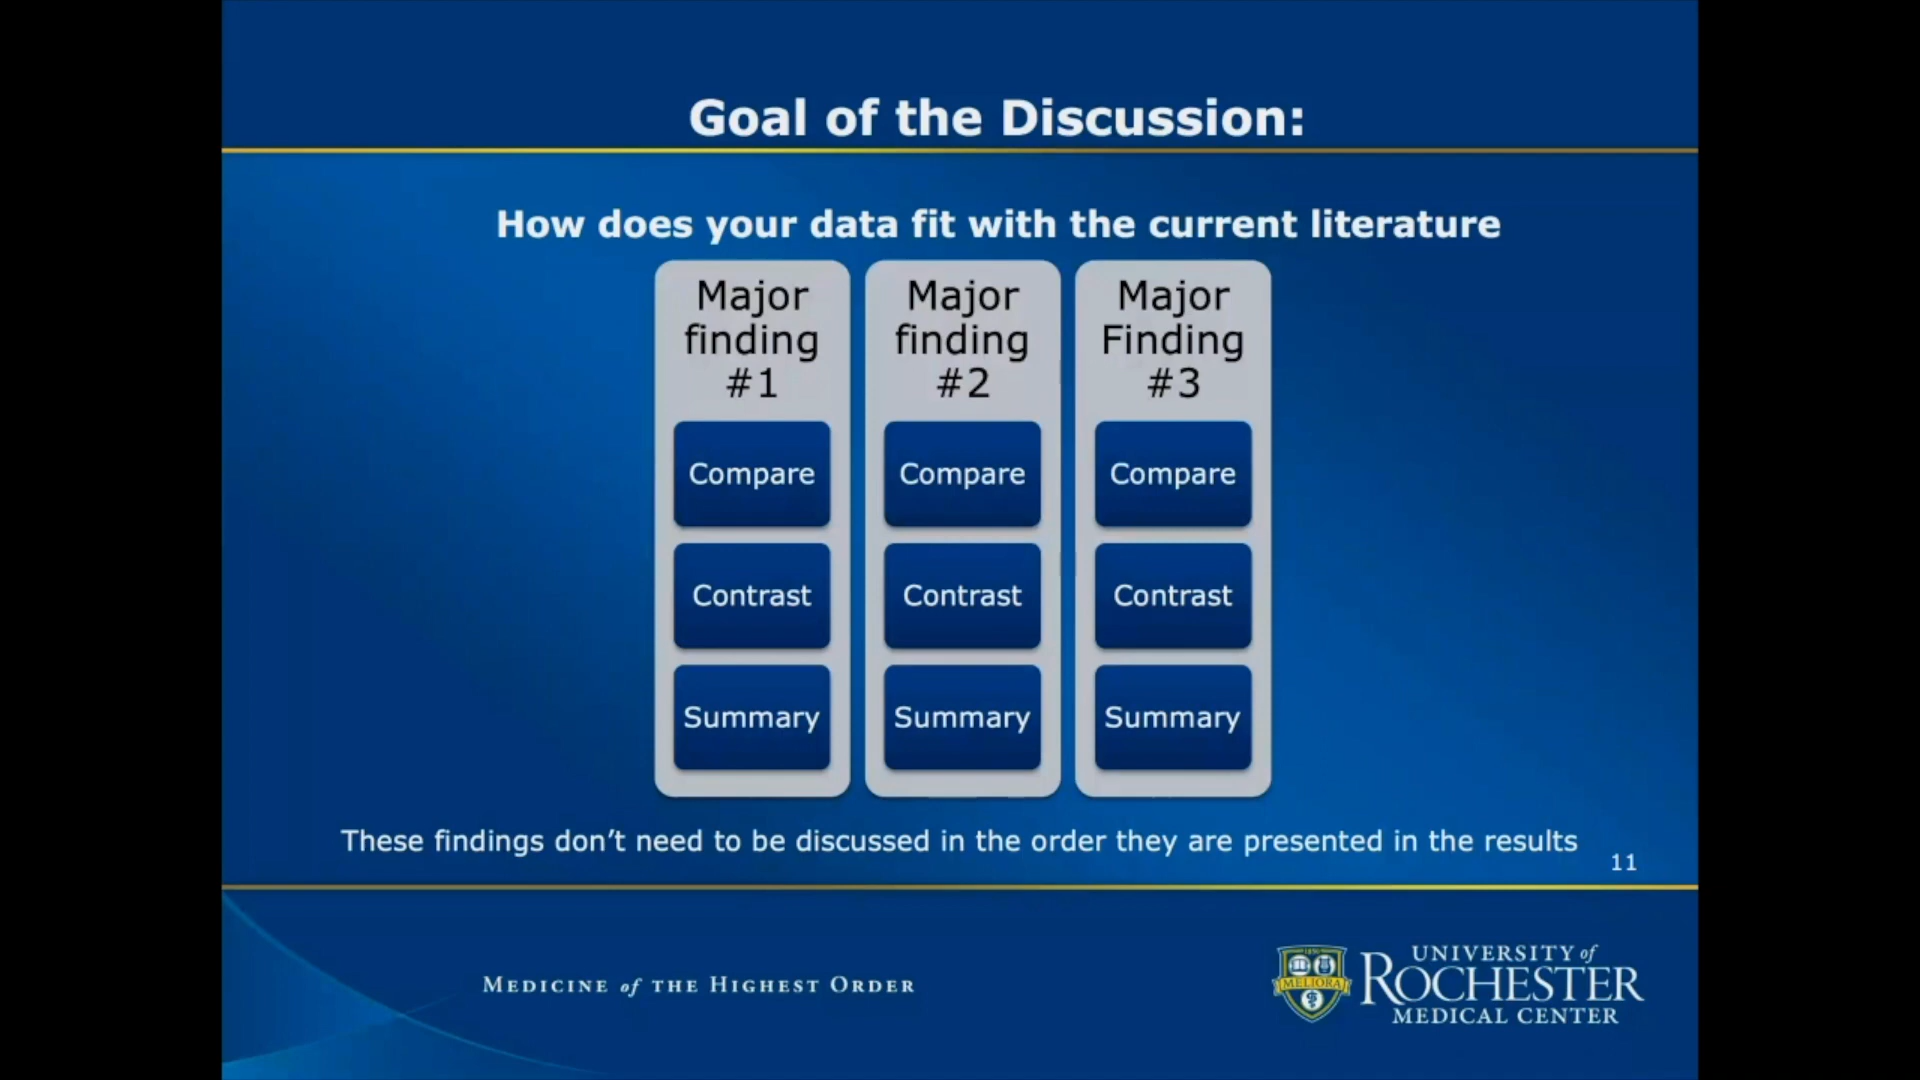 Goal of the Discussion:
How does your data fit with the current literature
Major
finding
#1
Compare
Contrast
Summary
Major
finding
#2
Compare
Contrast
Summary
Major
Finding
#3
Compare
Contrast
Summary
These findings don’t need to be discussed in the order they are presented in the results
11
MEDICINE of THE HIGHEST ORDER
MELIORA
UNIVERSITY of
ROCHESTER
MEDICAL CENTER